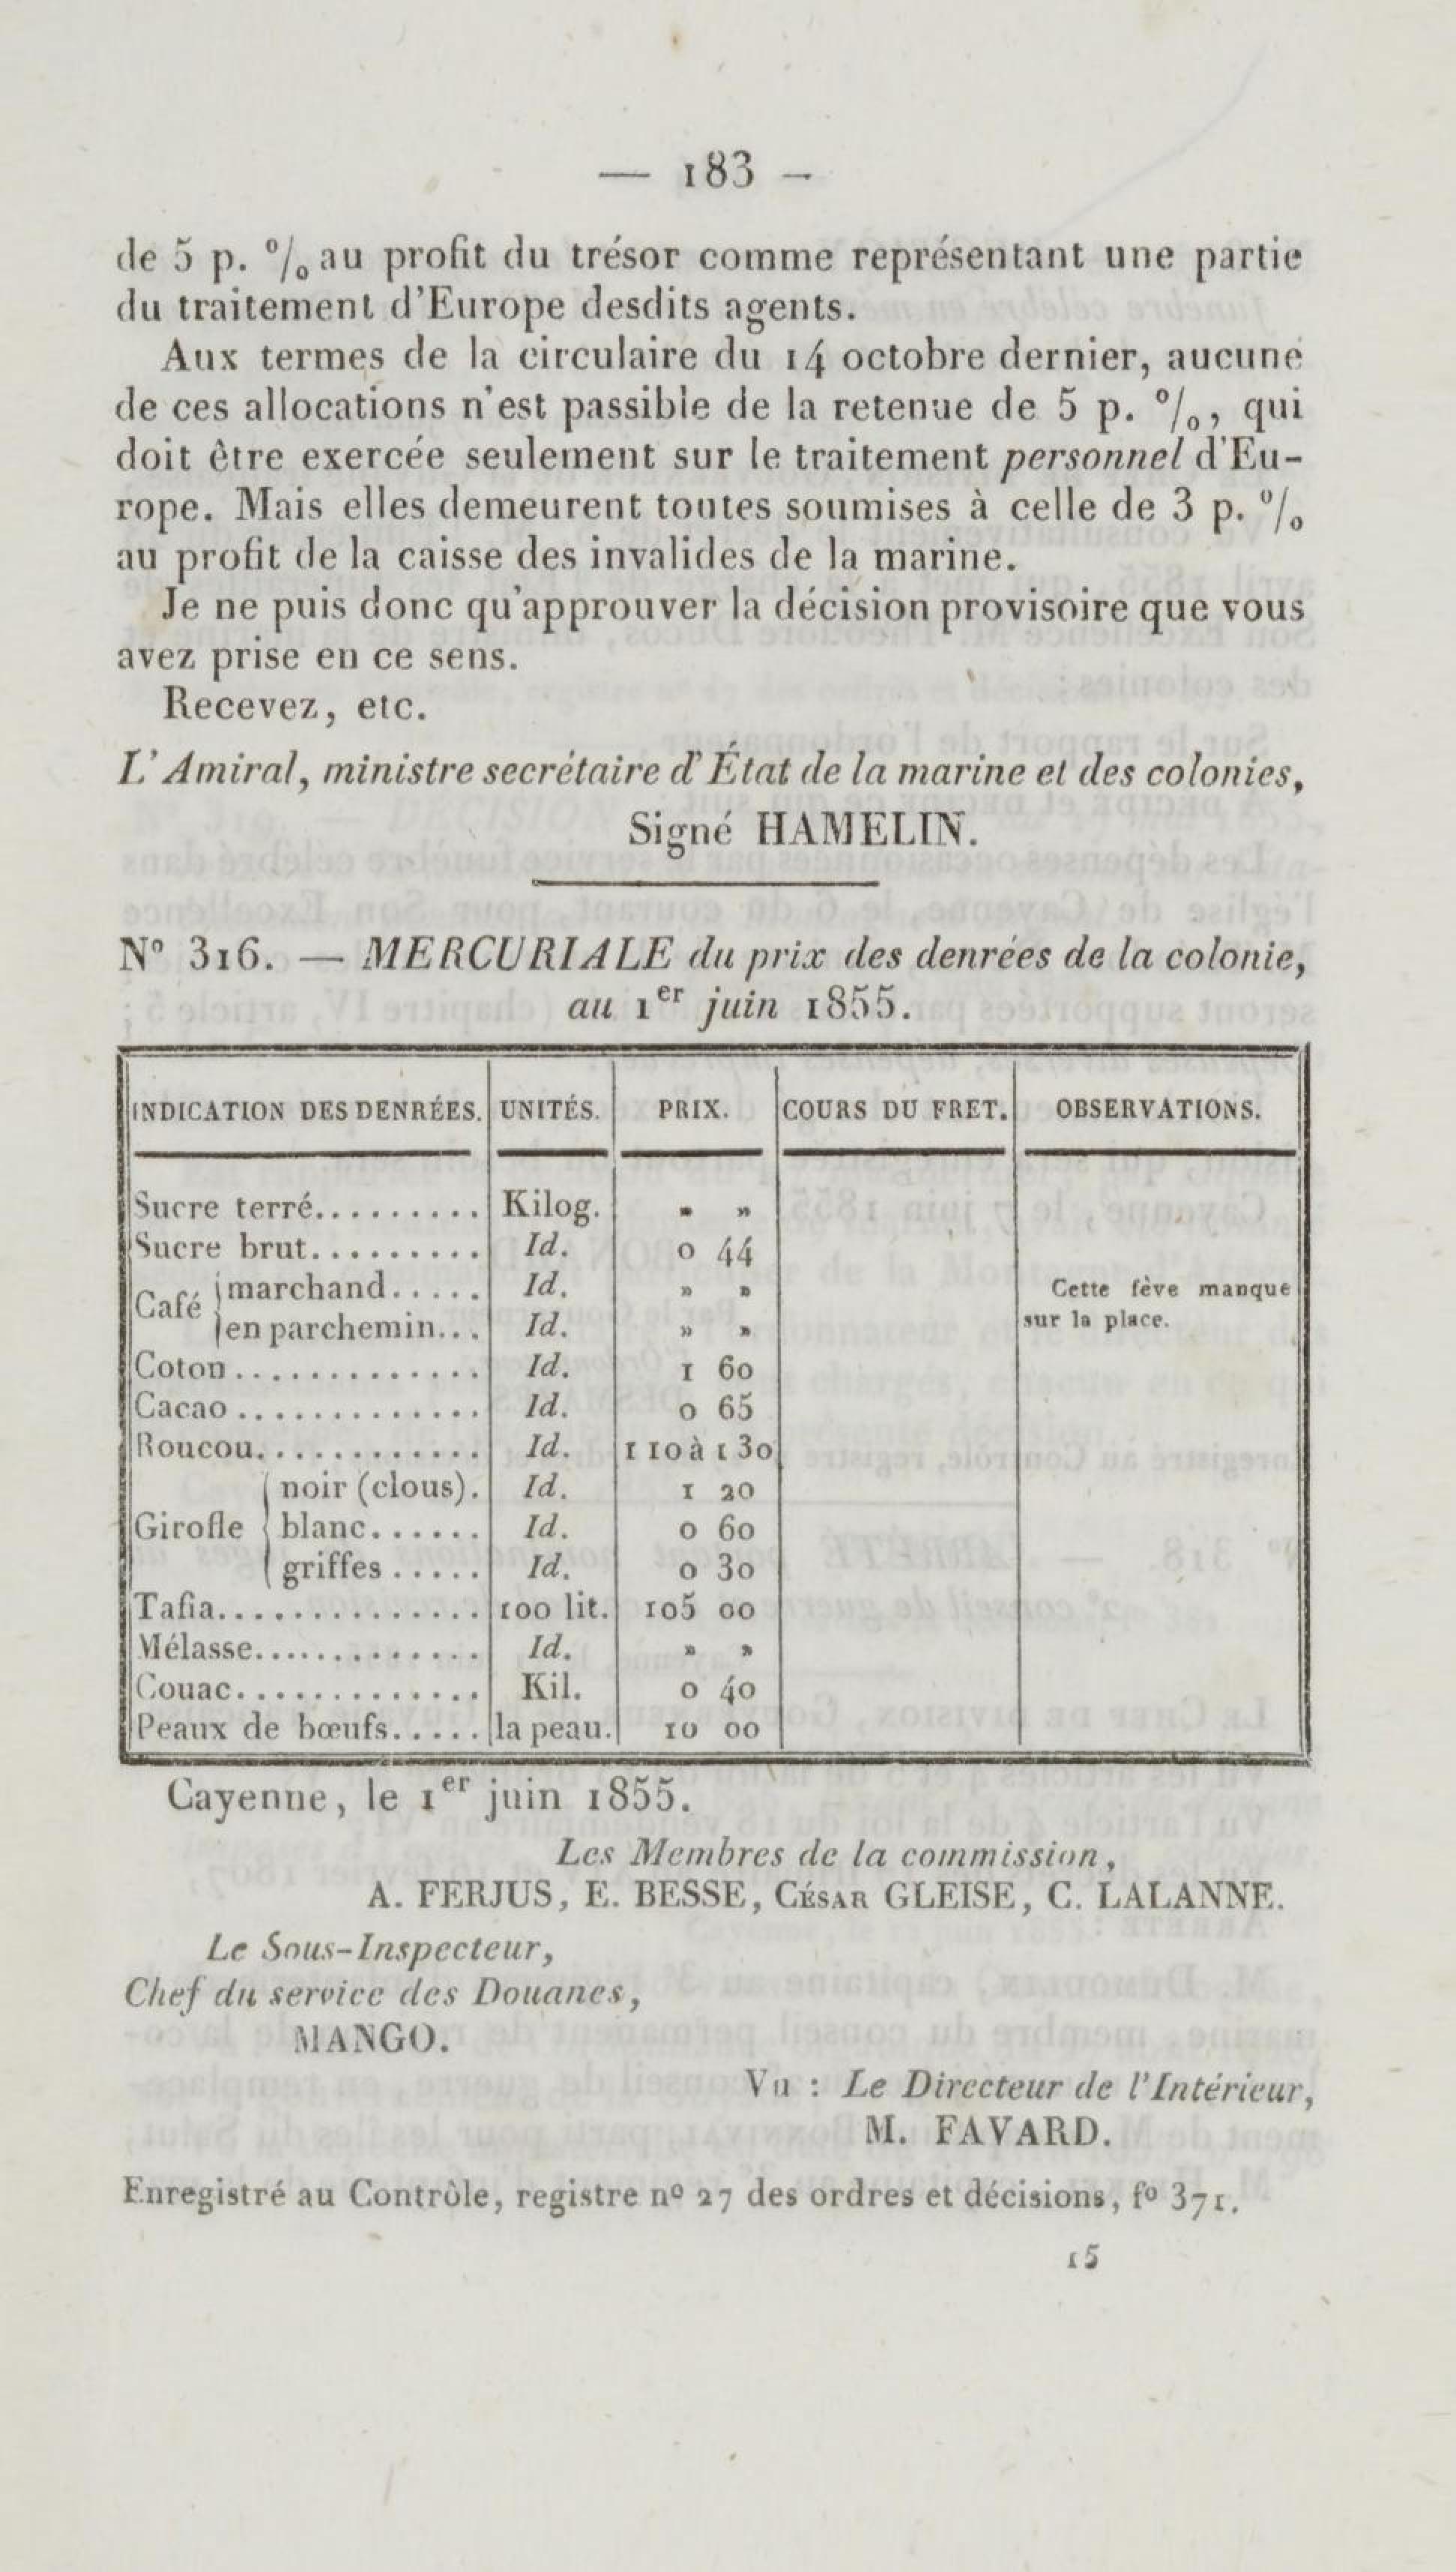 — 183 —
de 5 p. % au profit du trésor comme représentant une partie
du traitement d'Europe desdits agents.
Aux termes de la circulaire du 14 octobre dernier, aucune
de ces allocations n'est passible de la retenue de 5 p. %, qui
doit être exercée seulement sur le traitement personnel d'Eu-
rope. Mais elles demeurent toutes soumises à celle de 3 p. %
au profit de la caisse des invalides de la marine.
Je ne puis donc qu'approuver la décision provisoire que vous
avez prise en ce sens.
Recevez, etc.
L'Amiral, ministre secrétaire d'État de la marine et des colonies,
Signé HAMELIN.
N° 316. — MERCURIALE du prix des denrées de la colonie,
au 1er juin 1855.
INDICATION DES DENRÉES. UNITÉS. PRIX. COURS DU FRET. OBSERVATIONS.
Sucre terré.......... Kilog. » »
Sucre brut......... Id. 0 44
Café { marchand..... Id. » » Cette fève manque
en parchemin... Id. » » sur la place.
Coton............. Id. 1 60
Cacao............. Id. 0 65
Roucou............ Id. 1 10 à 1 30
noir (clous). Id. 1 20
Girofle { blanc...... Id. 0 60
griffes..... Id. 0 30
Tafia.............. 100 lit. 105 00
Mélasse............ Id. » »
Couac............. Kil. 0 40
Peaux de bœufs..... la peau. 10 00
Cayenne, le 1er juin 1855.
Les Membres de la commission,
A. FERJUS, E. BESSE, CÉSAR GLEISE, C. LALANNE.
Le Sous-Inspecteur,
Chef du service des Douanes,
MANGO.
Vu : Le Directeur de l'Intérieur,
M. FAVARD.
Enregistré au Contrôle, registre nº 27 des ordres et décisions, fº 371.
15